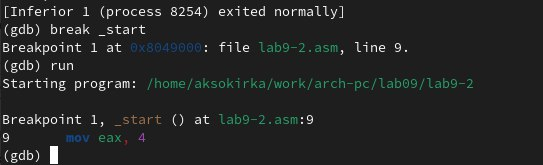 [Inferior 1 (process 8254) exited normally]
(gdb) break _start
Breakpoint 1 at 0x8049000: file lab9-2.asm, line 9.
(gdb) run
Starting program: /home/aksokirka/work/arch-pc/lab09/lab9-2
Breakpoint 1, _start () at lab9-2.asm:9
9	mov eax, 4
(gdb)